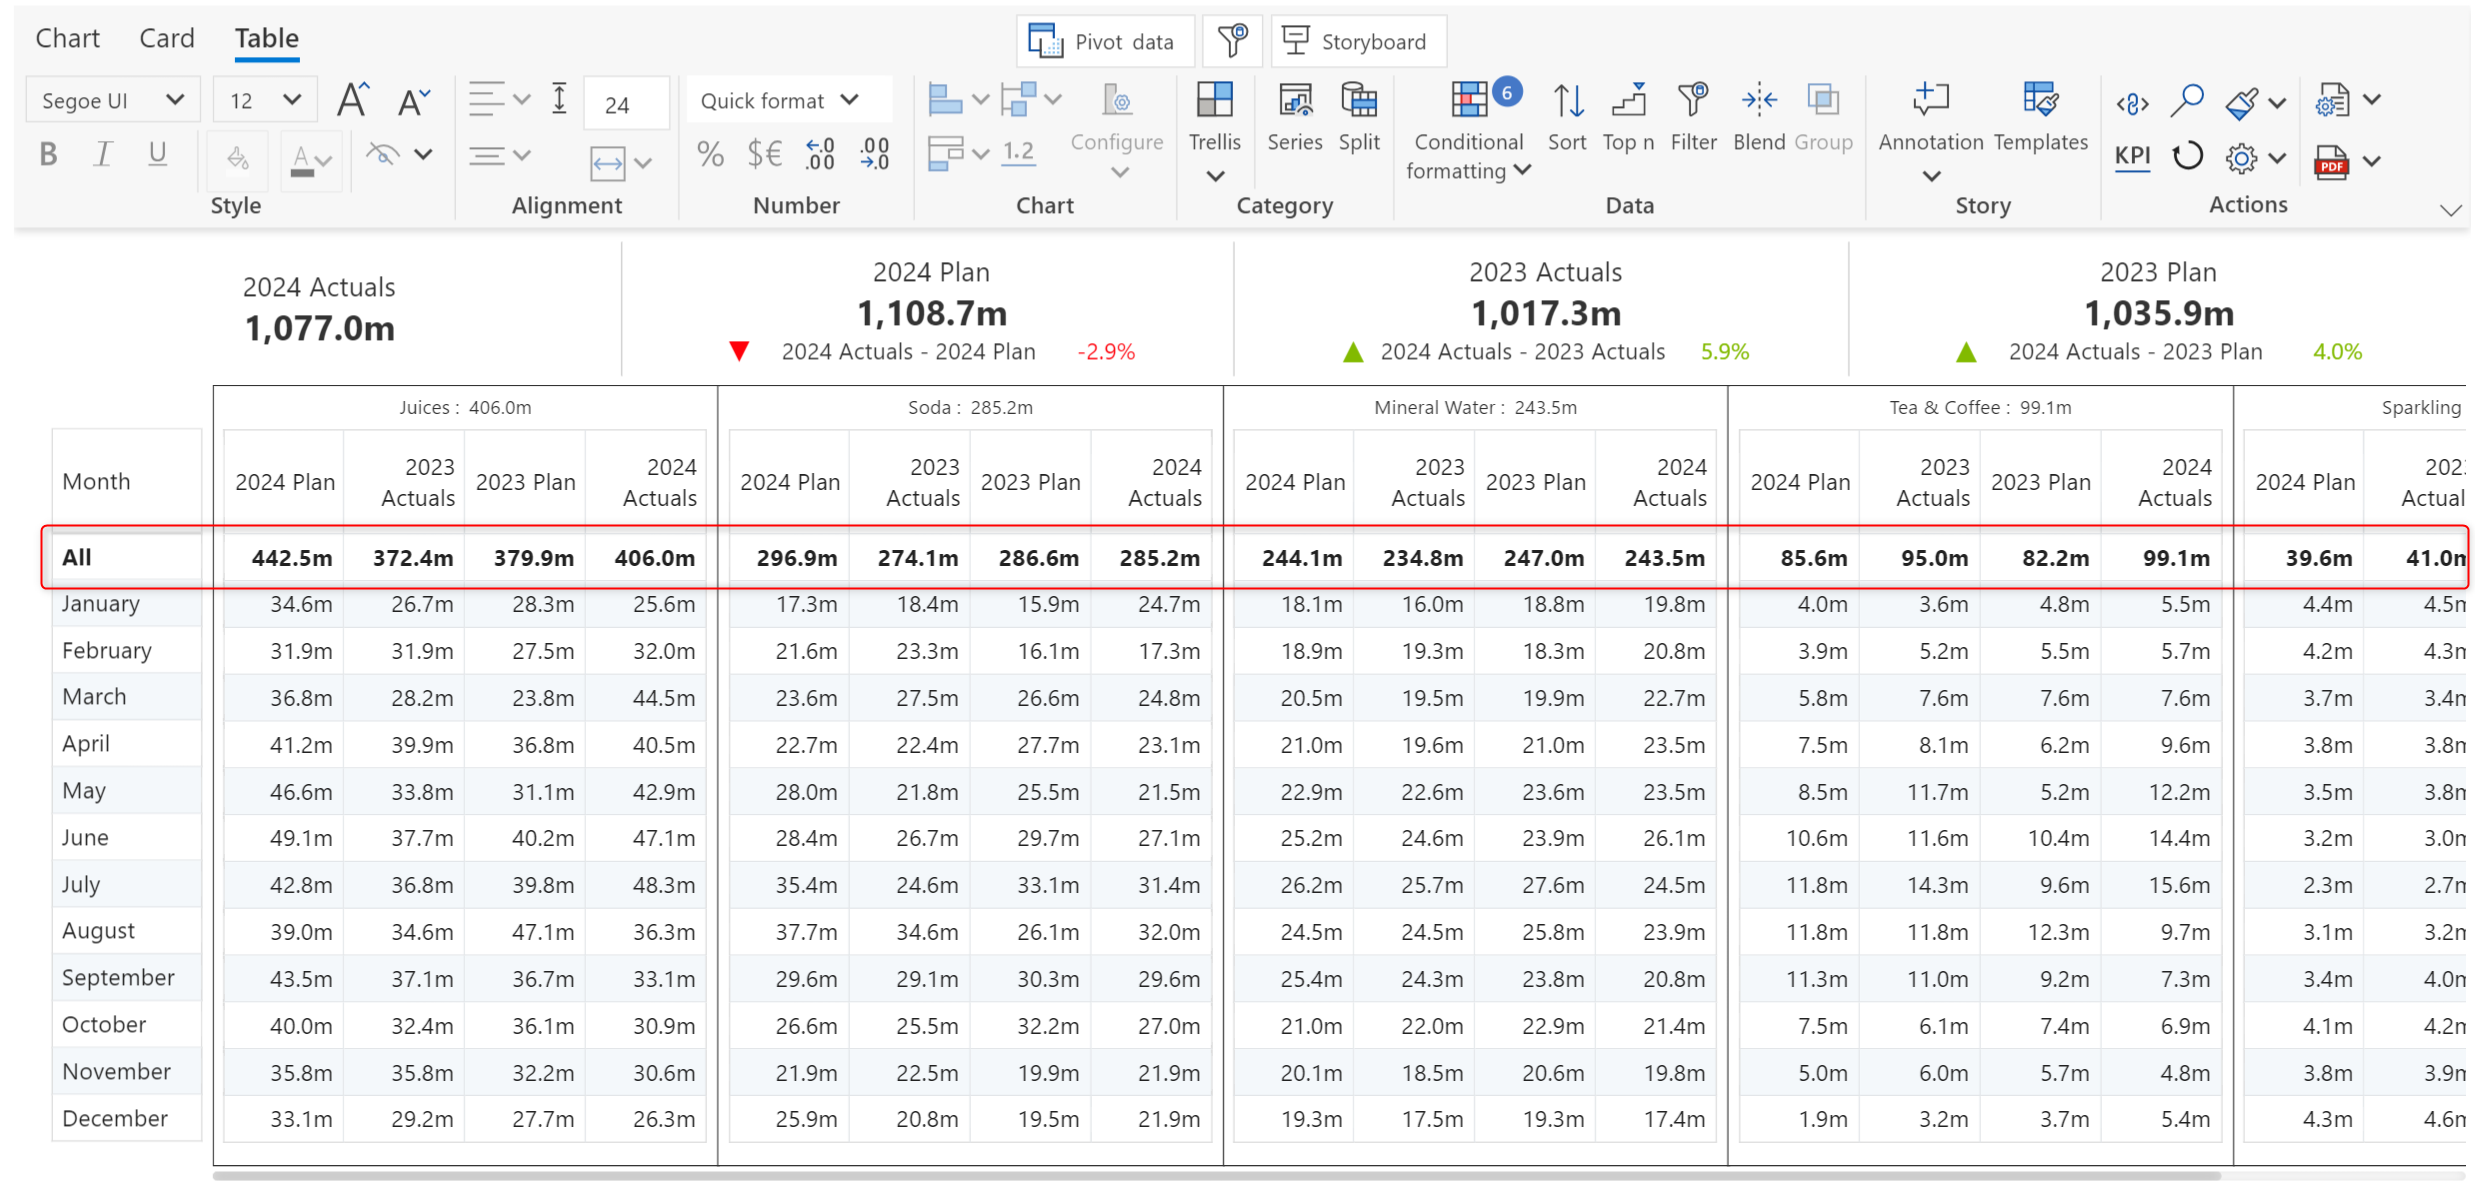 Chart Card Table
Pivot data Storyboard
Segoe UI 12 A A 24 Quick format 6
B I U A % $€ .0 .00 .00 .0 1.2 Configure Trellis Series Split Conditional formatting Sort Top n Filter Blend Group Annotation Templates KPI PDF
Style Alignment Number Chart Category Data Story Actions
2024 Actuals
1,077.0m
2024 Plan
1,108.7m
2024 Actuals - 2024 Plan -2.9%
2023 Actuals
1,017.3m
2024 Actuals - 2023 Actuals 5.9%
2023 Plan
1,035.9m
2024 Actuals - 2023 Plan 4.0%
Juices : 406.0m Soda : 285.2m Mineral Water : 243.5m Tea & Coffee : 99.1m Sparkling
Month 2024 Plan 2023 Actuals 2023 Plan 2024 Actuals 2024 Plan 2023 Actuals 2023 Plan 2024 Actuals 2024 Plan 2023 Actuals 2023 Plan 2024 Actuals 2024 Plan 2023 Actuals 2023 Plan 2024 Actuals 2024 Plan
All 442.5m 372.4m 379.9m 406.0m 296.9m 274.1m 286.6m 285.2m 244.1m 234.8m 247.0m 243.5m 85.6m 95.0m 82.2m 99.1m 39.6m 41.0m
January 34.6m 26.7m 28.3m 25.6m 17.3m 18.4m 15.9m 24.7m 18.1m 16.0m 18.8m 19.8m 4.0m 3.6m 4.8m 5.5m 4.4m 4.5m
February 31.9m 31.9m 27.5m 32.0m 21.6m 23.3m 16.1m 17.3m 18.9m 19.3m 18.3m 20.8m 3.9m 5.2m 5.5m 5.7m 4.2m 4.3m
March 36.8m 28.2m 23.8m 44.5m 23.6m 27.5m 26.6m 24.8m 20.5m 19.5m 19.9m 22.7m 5.8m 7.6m 7.6m 7.6m 3.7m 3.4m
April 41.2m 39.9m 36.8m 40.5m 22.7m 22.4m 27.7m 23.1m 21.0m 19.6m 21.0m 23.5m 7.5m 8.1m 6.2m 9.6m 3.8m 3.8m
May 46.6m 33.8m 31.1m 42.9m 28.0m 21.8m 25.5m 21.5m 22.9m 22.6m 23.6m 23.5m 8.5m 11.7m 5.2m 12.2m 3.5m 3.8m
June 49.1m 37.7m 40.2m 47.1m 28.4m 26.7m 29.7m 27.1m 25.2m 24.6m 23.9m 26.1m 10.6m 11.6m 10.4m 14.4m 3.2m 3.0m
July 42.8m 36.8m 39.8m 48.3m 35.4m 24.6m 33.1m 31.4m 26.2m 25.7m 27.6m 24.5m 11.8m 14.3m 9.6m 15.6m 2.3m 2.7m
August 39.0m 34.6m 47.1m 36.3m 37.7m 34.6m 26.1m 32.0m 24.5m 24.5m 25.8m 23.9m 11.8m 11.8m 12.3m 9.7m 3.1m 3.2m
September 43.5m 37.1m 36.7m 33.1m 29.6m 29.1m 30.3m 29.6m 25.4m 24.3m 23.8m 20.8m 11.3m 11.0m 9.2m 7.3m 3.4m 4.0m
October 40.0m 32.4m 36.1m 30.9m 26.6m 25.5m 32.2m 27.0m 21.0m 22.0m 22.9m 21.4m 7.5m 6.1m 7.4m 6.9m 4.1m 4.2m
November 35.8m 35.8m 32.2m 30.6m 21.9m 22.5m 19.9m 21.9m 20.1m 18.5m 20.6m 19.8m 5.0m 6.0m 5.7m 4.8m 3.8m 3.9m
December 33.1m 29.2m 27.7m 26.3m 25.9m 20.8m 19.5m 21.9m 19.3m 17.5m 19.3m 17.4m 1.9m 3.2m 3.7m 5.4m 4.3m 4.6m